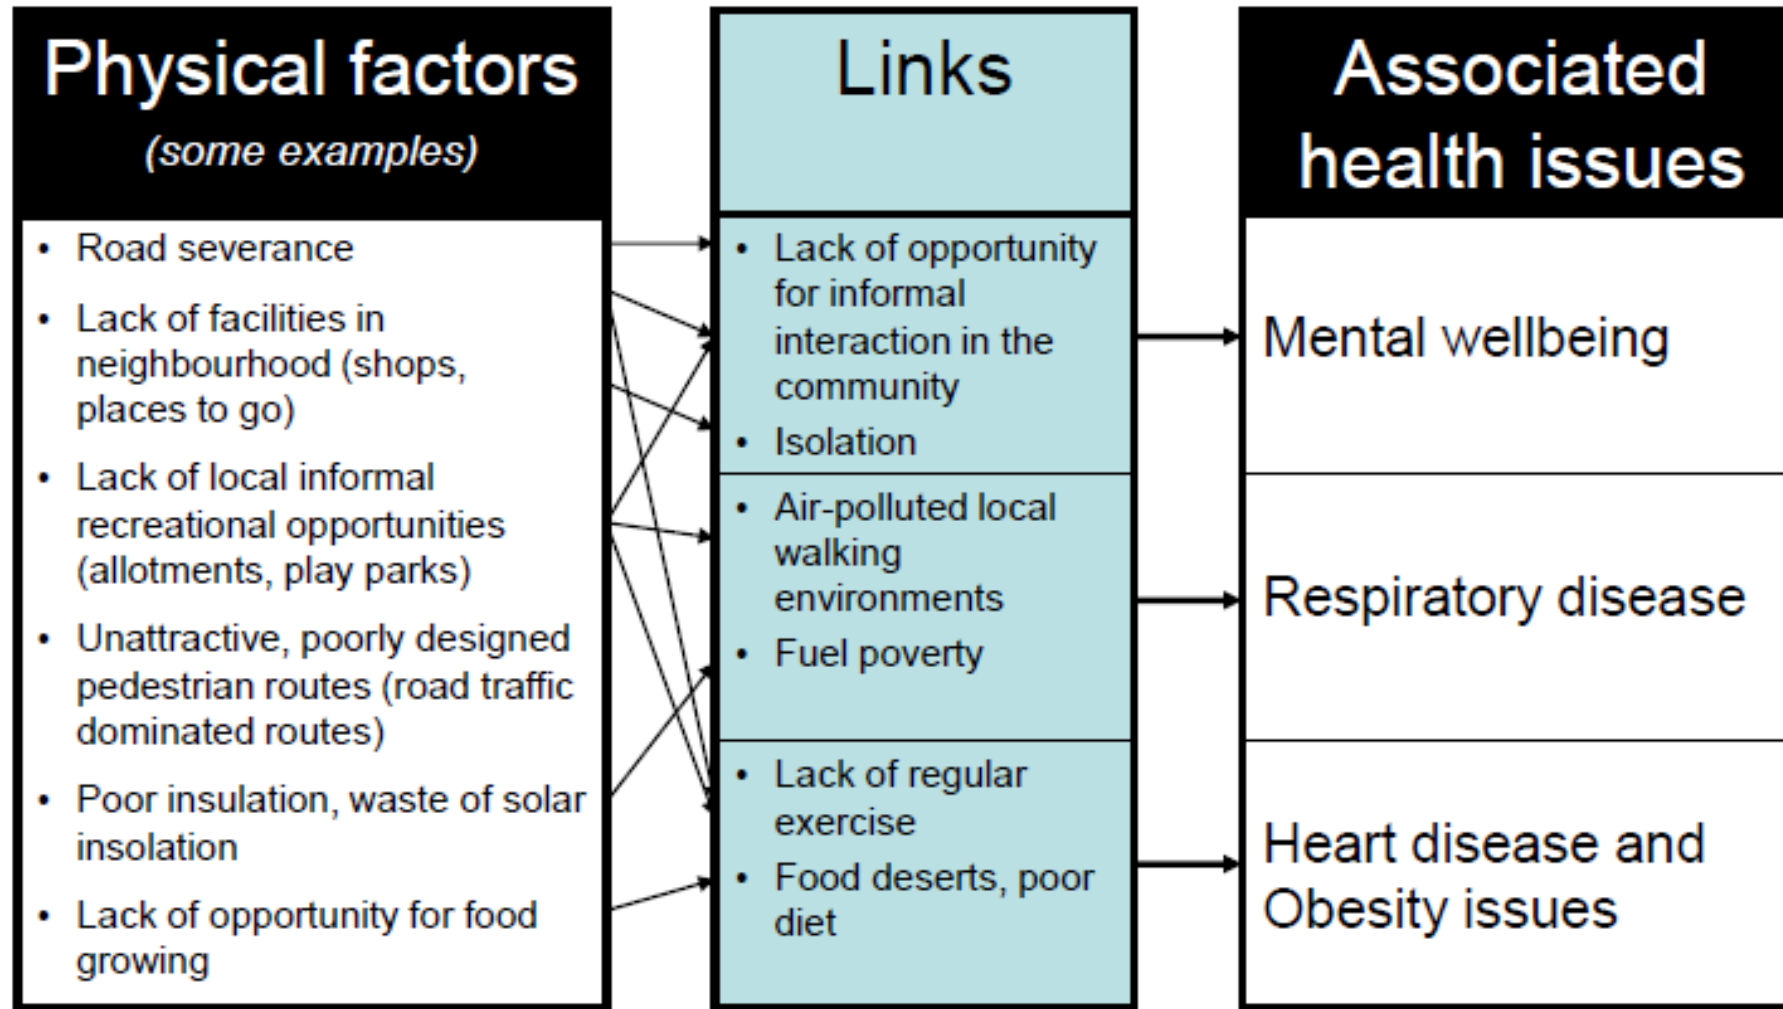 Physical factors
(some examples)
• Road severance
• Lack of facilities in
neighbourhood (shops,
places to go)
• Lack of local informal
recreational opportunities
(allotments, play parks)
• Unattractive, poorly designed
pedestrian routes (road traffic
dominated routes)
• Poor insulation, waste of solar
insolation
• Lack of opportunity for food
growing
Links
• Lack of opportunity
for informal
interaction in the
community
• Isolation
• Air-polluted local
walking
environments
• Fuel poverty
• Lack of regular
exercise
• Food deserts, poor
diet
Associated
health issues
Mental wellbeing
Respiratory disease
Heart disease and
Obesity issues